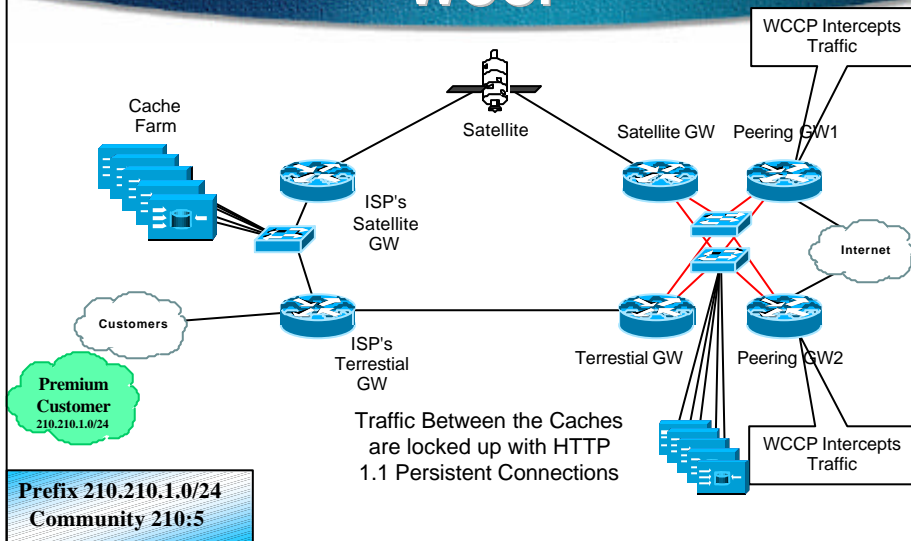 WCCP
WCCP Intercepts
Traffic
Cache
Farm
Satellite
Satellite GW
Peering GW1
ISP's
Satellite
GW
Internet
Customers
ISP's
Terrestial
GW
Terrestial GW
Peering GW2
Premium
Customer
210.210.1.0/24
Traffic Between the Caches
are locked up with HTTP
1.1 Persistent Connections
WCCP Intercepts
Traffic
Prefix 210.210.1.0/24
Community 210:5